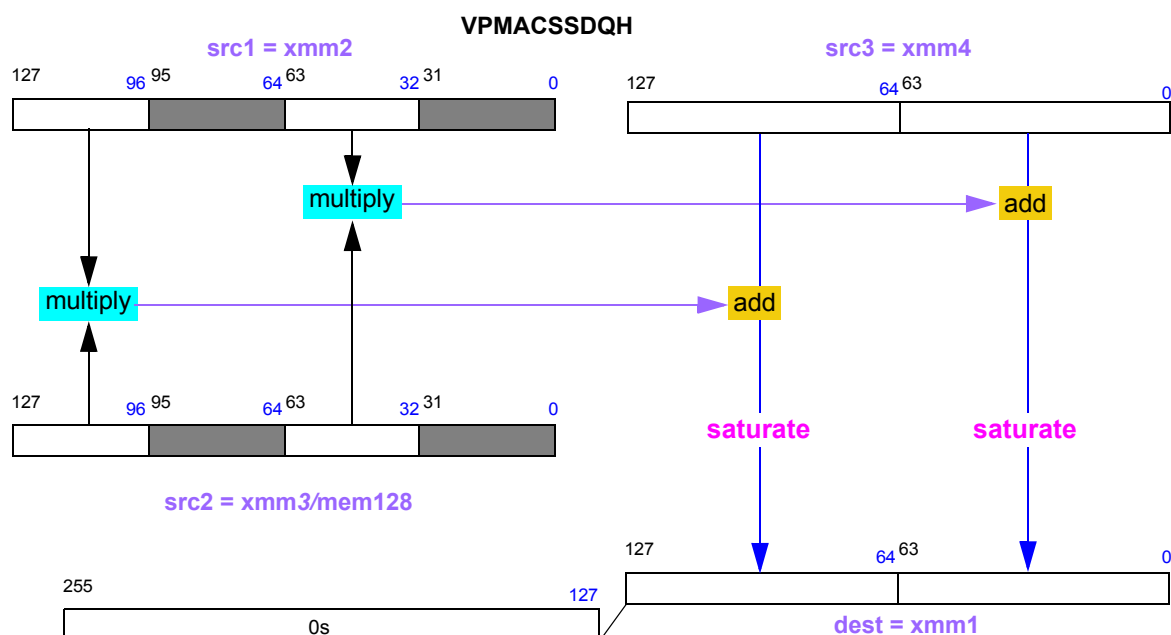 VPMACSSDQH
src1 = xmm2
src3 = xmm4
127 96 95 64 63 32 31 0
127 64 63 0
multiply
add
multiply
add
127 96 95 64 63 32 31 0
saturate saturate
src2 = xmm3/mem128
127 64 63 0
255 127
0s
dest = xmm1